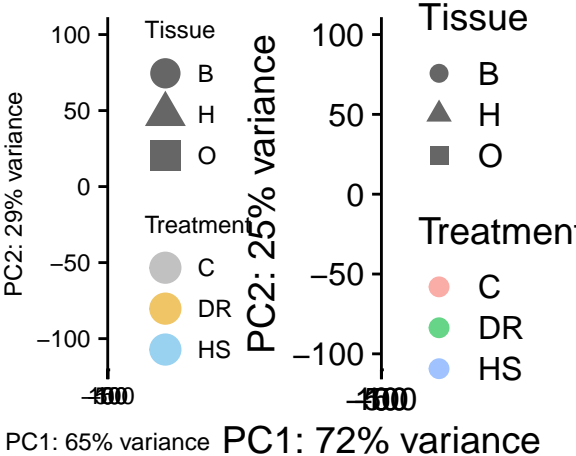 Tissue
B
H
O
Treatment
C
DR
HS
100
50
0
−50
−100
PC2: 29% variance
PC1: 65% variance
Tissue
B
H
O
Treatment
C
DR
HS
100
50
0
−50
−100
PC2: 25% variance
PC1: 72% variance